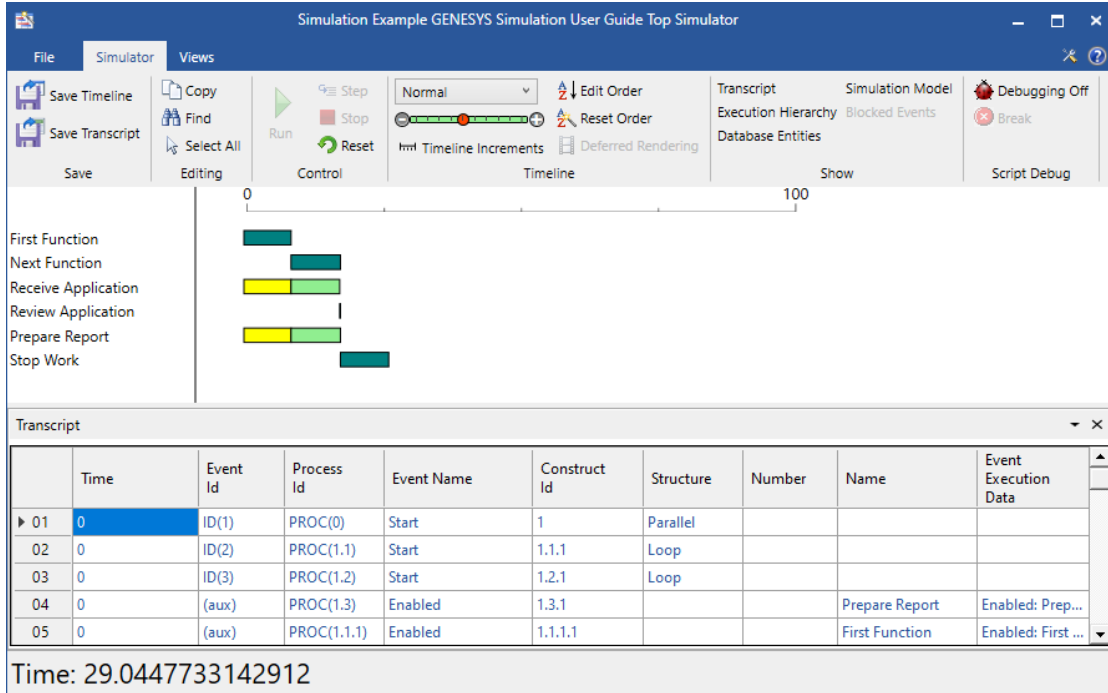 Simulation Example GENESYS Simulation User Guide Top Simulator
File Simulator Views
Save Timeline
Save Transcript
Save
Copy
Find
Select All
Editing
Run
Step
Stop
Reset
Control
Normal
Timeline Increments
Edit Order
Reset Order
Deferred Rendering
Timeline
Transcript Simulation Model
Execution Hierarchy Blocked Events
Database Entities
Show
Debugging Off
Break
Script Debug
0 100
First Function
Next Function
Receive Application
Review Application
Prepare Report
Stop Work
Transcript
Time Event Id Process Id Event Name Construct Id Structure Number Name Event Execution Data
01 0 ID(1) PROC(0) Start 1 Parallel
02 0 ID(2) PROC(1.1) Start 1.1.1 Loop
03 0 ID(3) PROC(1.2) Start 1.2.1 Loop
04 0 (aux) PROC(1.3) Enabled 1.3.1 Prepare Report Enabled: Prep...
05 0 (aux) PROC(1.1.1) Enabled 1.1.1.1 First Function Enabled: First ...
Time: 29.0447733142912